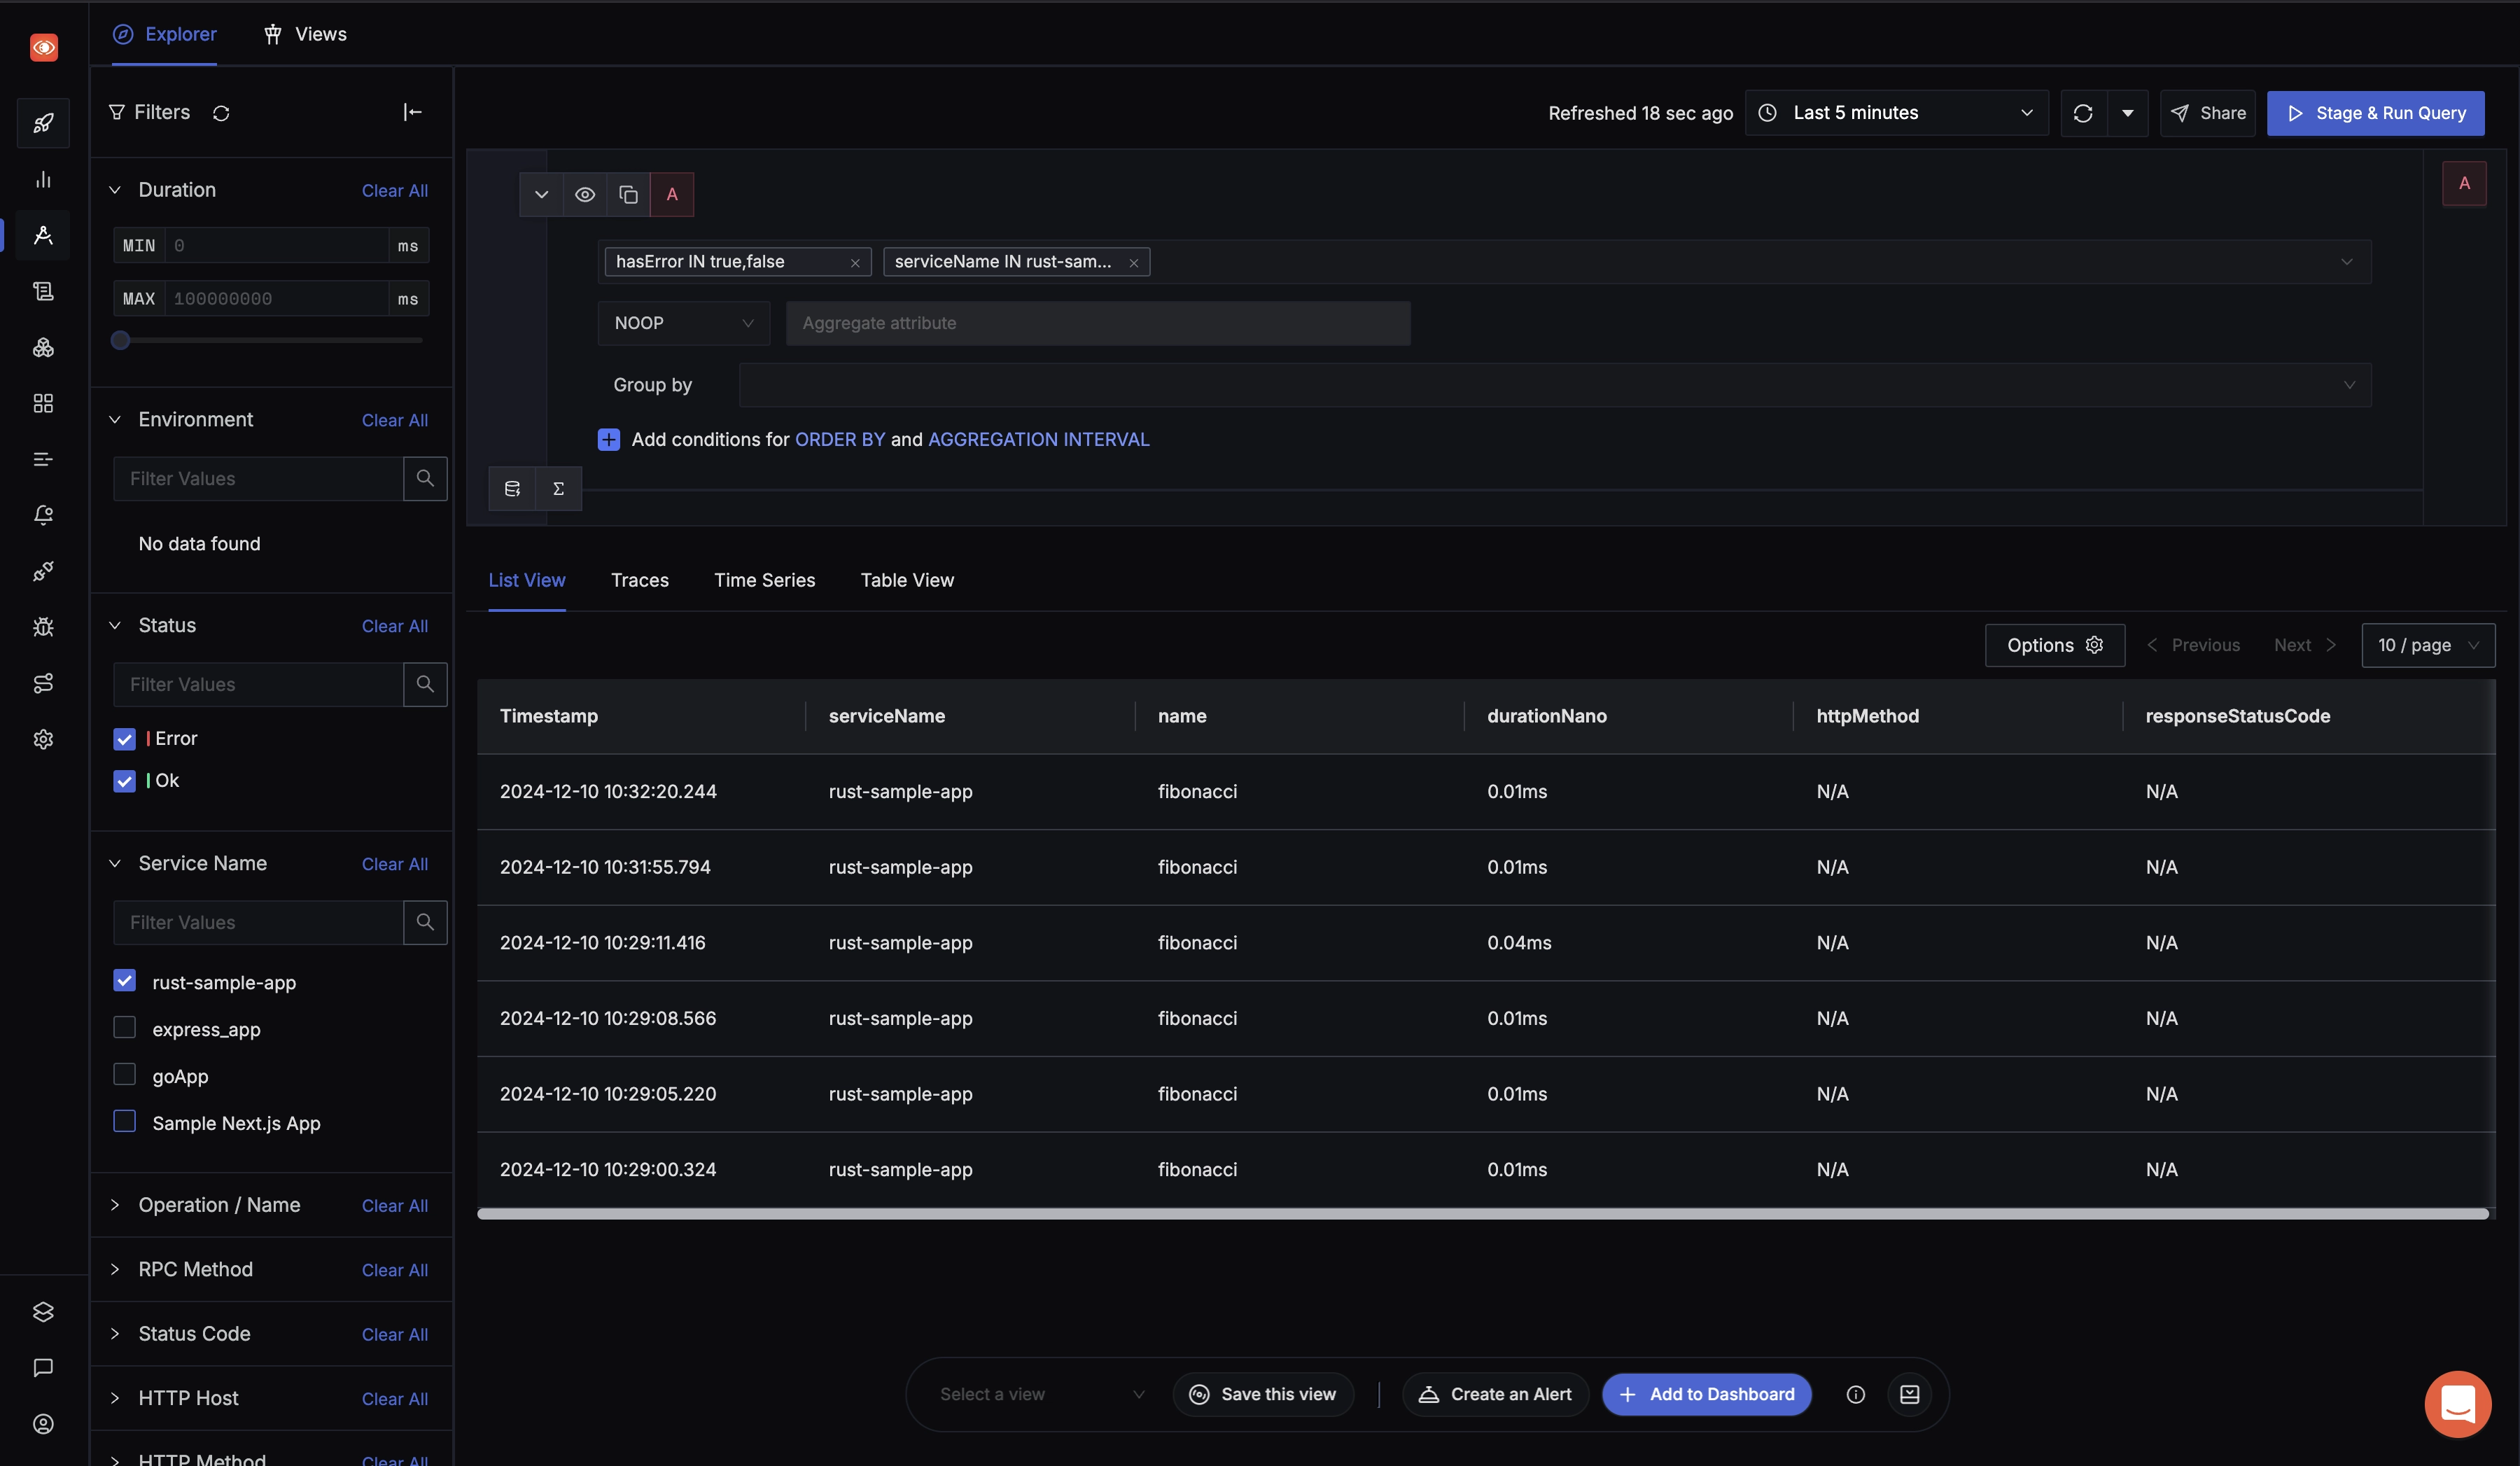 Explorer
Views
Filters
Refreshed 18 sec ago
Last 5 minutes
Share
Stage & Run Query
Duration
Clear All
MIN 0 ms
MAX 100000000 ms
A
A
hasError IN true,false
serviceName IN rust-sam...
NOOP
Aggregate attribute
Group by
Add conditions for ORDER BY and AGGREGATION INTERVAL
Environment
Clear All
Filter Values
No data found
Status
Clear All
Filter Values
Error
Ok
Service Name
Clear All
Filter Values
rust-sample-app
express_app
goApp
Sample Next.js App
Operation / Name
Clear All
RPC Method
Clear All
Status Code
Clear All
HTTP Host
Clear All
HTTP Method
Clear All
List View
Traces
Time Series
Table View
Options
Previous
Next
10 / page
Timestamp serviceName name durationNano httpMethod responseStatusCode
2024-12-10 10:32:20.244 rust-sample-app fibonacci 0.01ms N/A N/A
2024-12-10 10:31:55.794 rust-sample-app fibonacci 0.01ms N/A N/A
2024-12-10 10:29:11.416 rust-sample-app fibonacci 0.04ms N/A N/A
2024-12-10 10:29:08.566 rust-sample-app fibonacci 0.01ms N/A N/A
2024-12-10 10:29:05.220 rust-sample-app fibonacci 0.01ms N/A N/A
2024-12-10 10:29:00.324 rust-sample-app fibonacci 0.01ms N/A N/A
Select a view
Save this view
Create an Alert
Add to Dashboard